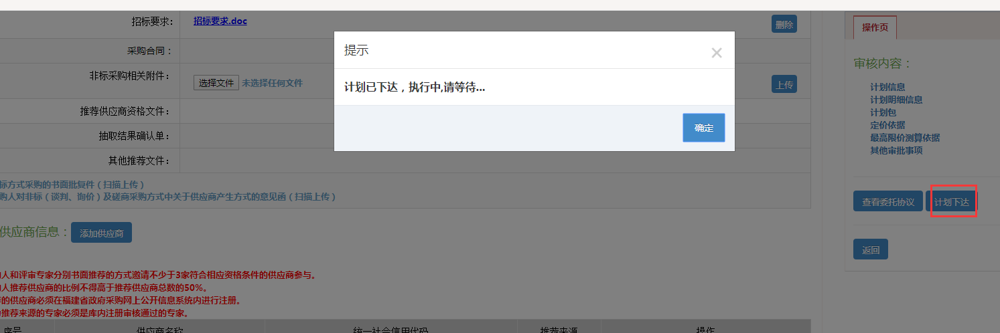 招标要求：
招标要求.doc
删除
采购合同：
非标采购相关附件：
选择文件 未选择任何文件
上传
推荐供应商资格文件：
抽取结果确认单：
其他推荐文件：
标方式采购的书面批复件（扫描上传）
购人对非标（谈判、询价）及磋商采购方式中关于供应商产生方式的意见函（扫描上传）
供应商信息：
添加供应商
人和评审专家分别书面推荐的方式邀请不少于3家符合相应资格条件的供应商参与。
人推荐供应商的比例不得高于推荐供应商总数的50%。
的供应商必须在福建省政府采购网上公开信息系统内进行注册。
推荐来源的专家必须是库内注册审核通过的专家。
序号 供应商名称 统一社会信用代码 推荐来源 操作
提示
×
计划已下达，执行中,请等待...
确定
操作页
审核内容：
计划信息
计划明细信息
计划包
定价依据
最高限价测算依据
其他审批事项
查看委托协议 计划下达
返回